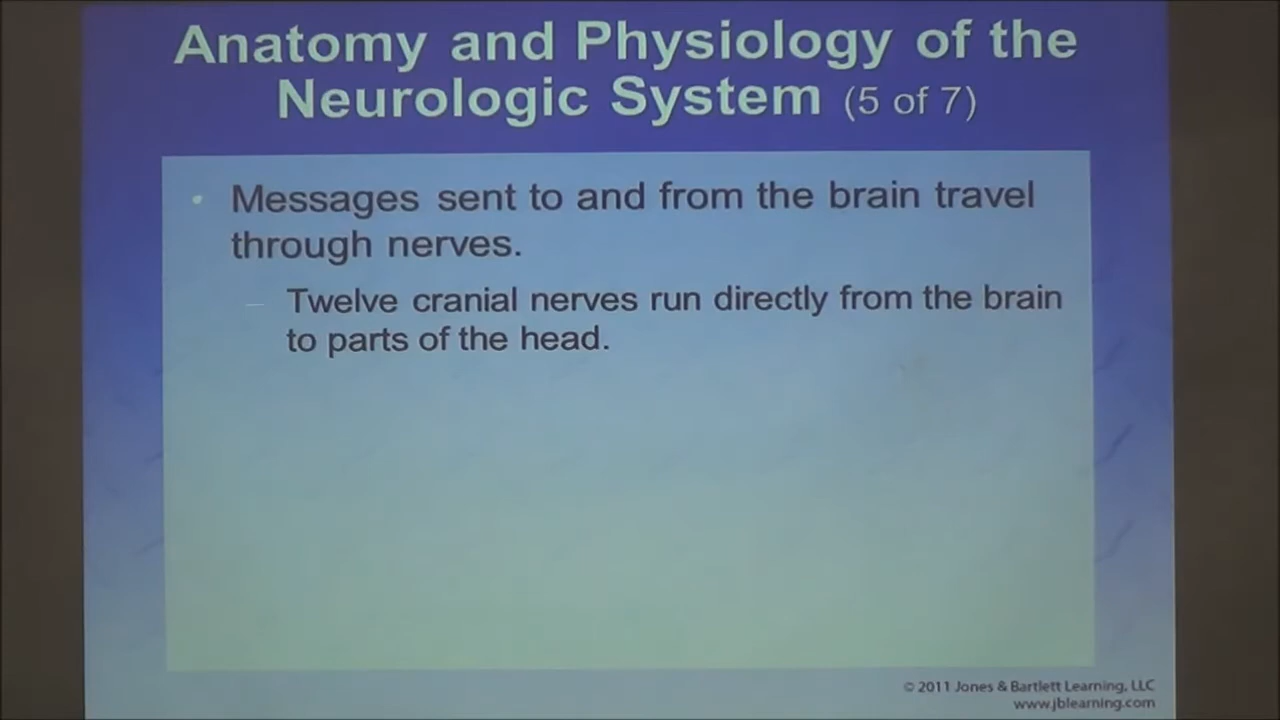 Anatomy and Physiology of the
Neurologic System (5 of 7)
• Messages sent to and from the brain travel
through nerves.
– Twelve cranial nerves run directly from the brain
to parts of the head.
© 2011 Jones & Bartlett Learning, LLC
www.jblearning.com